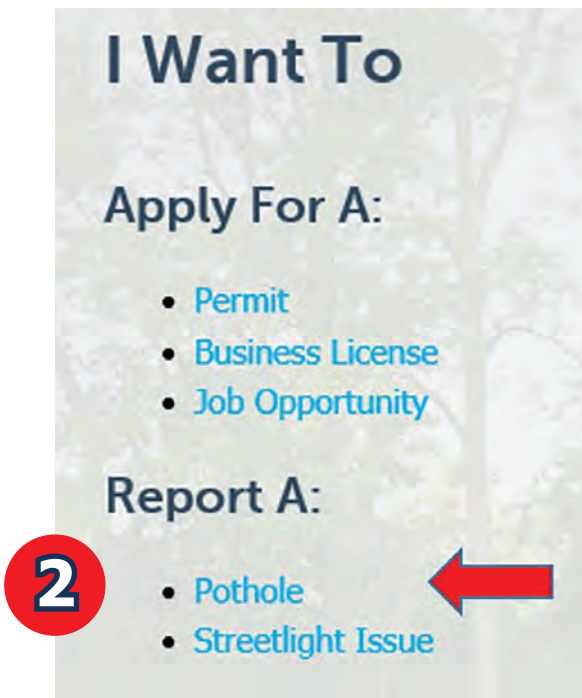 I Want To
Apply For A:
Permit
Business License
Job Opportunity
Report A:
2
Pothole
Streetlight Issue